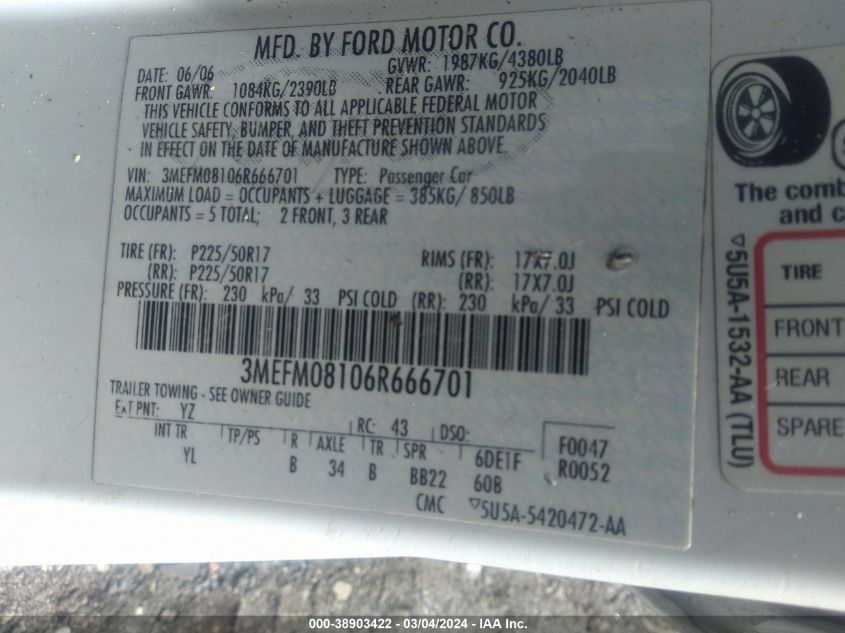 MFD. BY FORD MOTOR CO.
DATE: 06/06 GVWR: 1987KG/4380LB
FRONT GAWR: 1084KG/2390LB REAR GAWR: 925KG/2040LB
THIS VEHICLE CONFORMS TO ALL APPLICABLE FEDERAL MOTOR
VEHICLE SAFETY, BUMPER, AND THEFT PREVENTION STANDARDS
IN EFFECT ON THE DATE OF MANUFACTURE SHOWN ABOVE.
VIN: 3MEFM08106R666701 TYPE: Passenger Car
MAXIMUM LOAD = OCCUPANTS + LUGGAGE = 385KG/ 850LB
OCCUPANTS = 5 TOTAL; 2 FRONT, 3 REAR
TIRE (FR): P225/50R17 RIMS (FR): 17X7.0J
(RR): P225/50R17 (RR): 17X7.0J
PRESSURE (FR): 230 kPa/ 33 PSI COLD (RR): 230 kPa/ 33 PSI COLD
3MEFM08106R666701
TRAILER TOWING - SEE OWNER GUIDE
EXT PNT: YZ RC: 43 DSO:
INT TR TP/PS R AXLE TR SPR 6DE1F F0047
YL B 34 B BB22 60B R0052
CMC ▽5U5A-5420472-AA
The comb
and c
▽5U5A-1532-AA (TLU)
TIRE
FRONT
REAR
SPARE
000-38903422 - 03/04/2024 - IAA Inc.